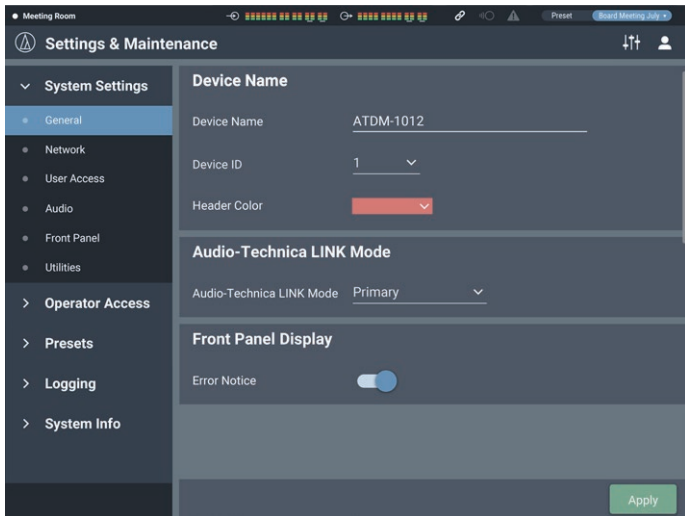 Meeting Room
Preset
Board Meeting July
Settings & Maintenance
System Settings
General
Network
User Access
Audio
Front Panel
Utilities
Operator Access
Presets
Logging
System Info
Device Name
Device Name ATDM-1012
Device ID 1
Header Color
Audio-Technica LINK Mode
Audio-Technica LINK Mode Primary
Front Panel Display
Error Notice
Apply